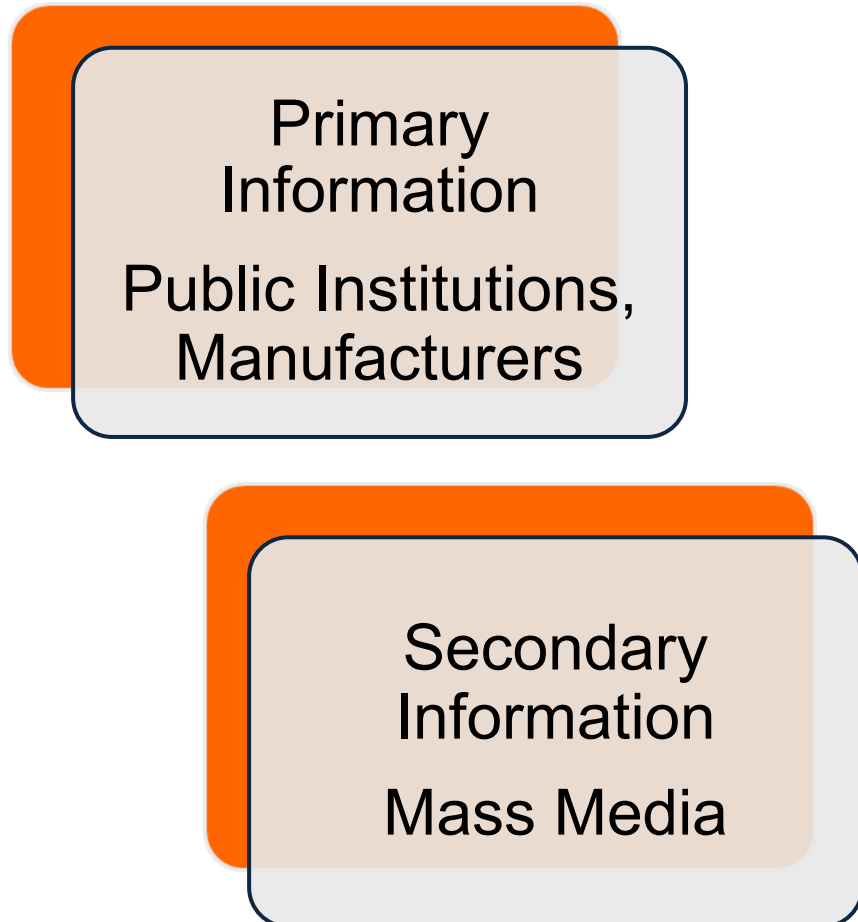 Primary
Information
Public Institutions,
Manufacturers
Secondary
Information
Mass Media